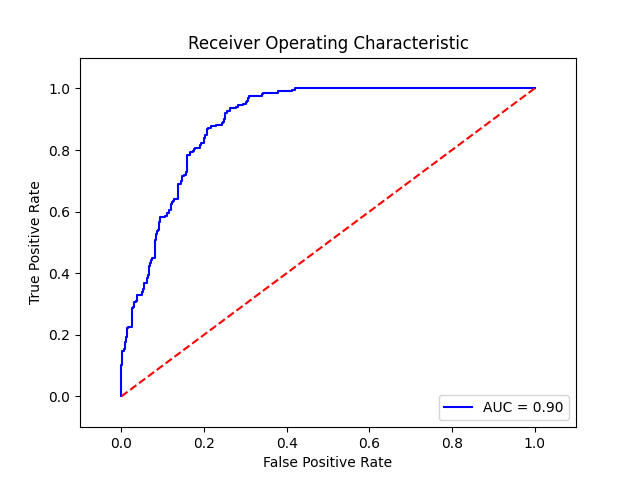 Receiver Operating Characteristic
True Positive Rate
1.0
0.8
0.6
0.4
0.2
0.0
AUC = 0.90
0.0 0.2 0.4 0.6 0.8 1.0
False Positive Rate